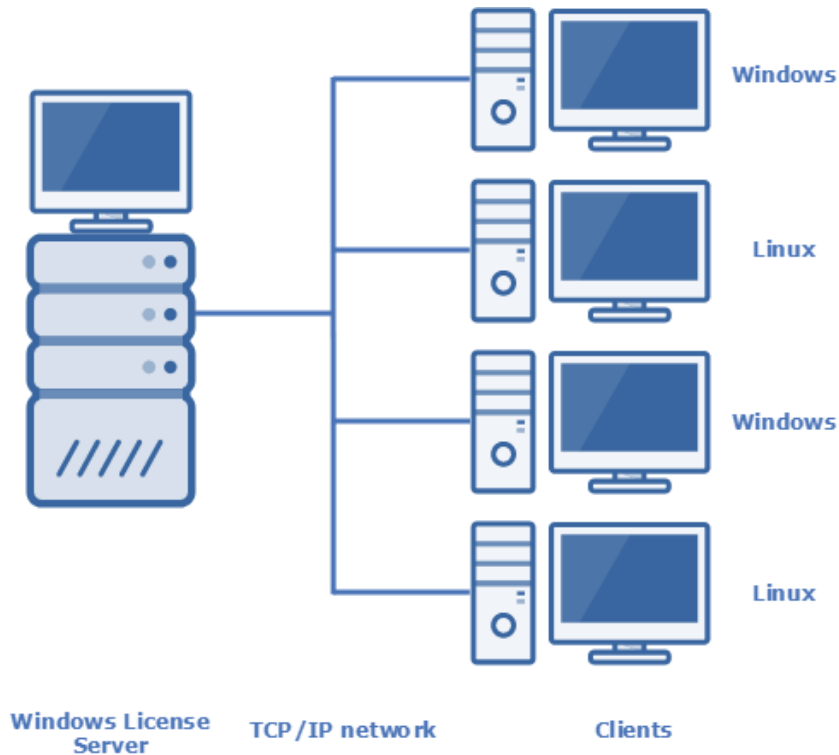 Windows
Linux
Windows
Linux
Windows License
Server
TCP/IP network
Clients